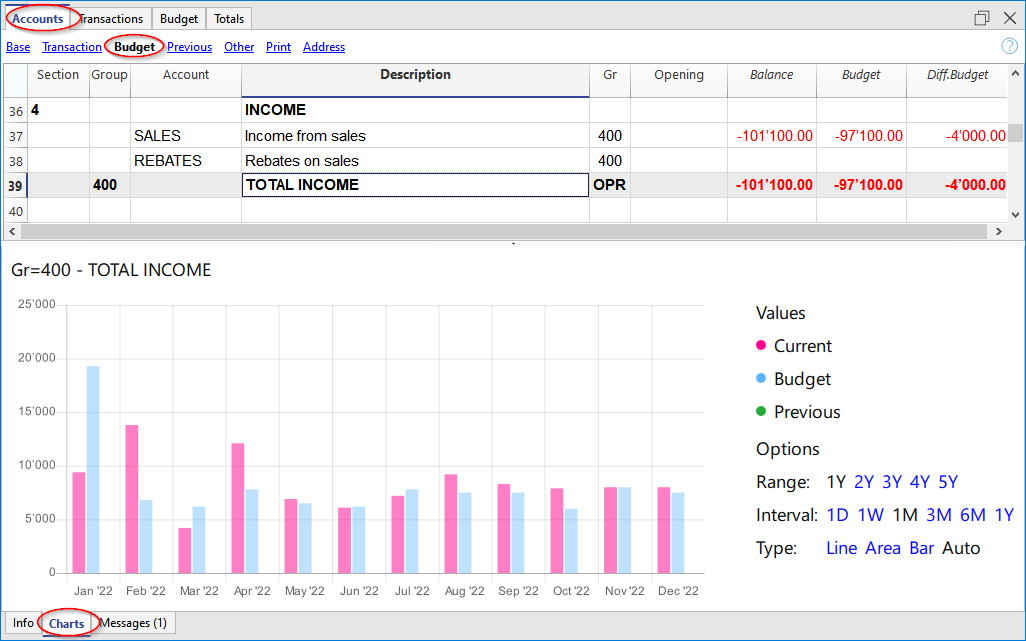 Accounts Transactions Budget Totals
Base Transaction Budget Previous Other Print Address ?
Section Group Account Description Gr Opening Balance Budget Diff.Budget
36 4 INCOME
37 SALES Income from sales 400 -101’100.00 -97’100.00 -4’000.00
38 REBATES Rebates on sales 400
39 400 TOTAL INCOME OPR -101’100.00 -97’100.00 -4’000.00
40
Gr=400 - TOTAL INCOME
25’000
20’000
15’000
10’000
5’000
0
Jan '22 Feb '22 Mar '22 Apr '22 May '22 Jun '22 Jul '22 Aug '22 Sep '22 Oct '22 Nov '22 Dec '22
Values
Current
Budget
Previous
Options
Range: 1Y 2Y 3Y 4Y 5Y
Interval: 1D 1W 1M 3M 6M 1Y
Type: Line Area Bar Auto
Info Charts Messages (1)